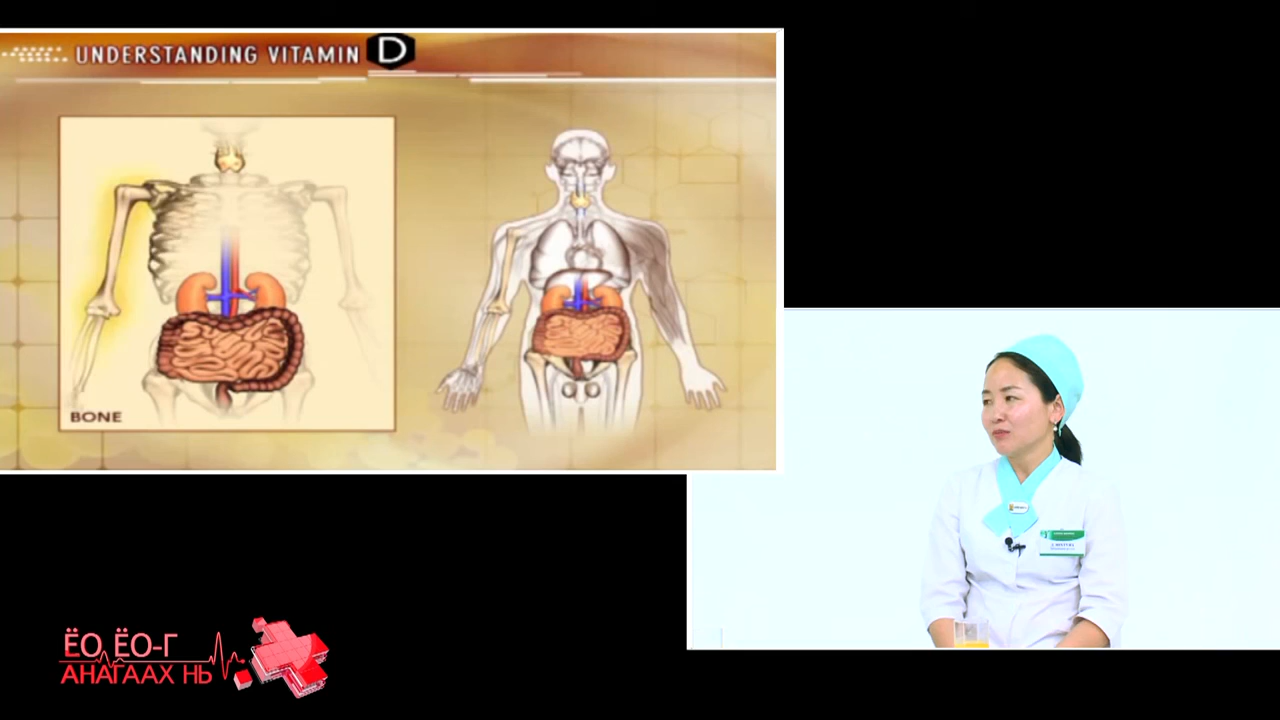 UNDERSTANDING VITAMIN D
BONE
ЁО ЁО-Г
АНАГААХ НЬ